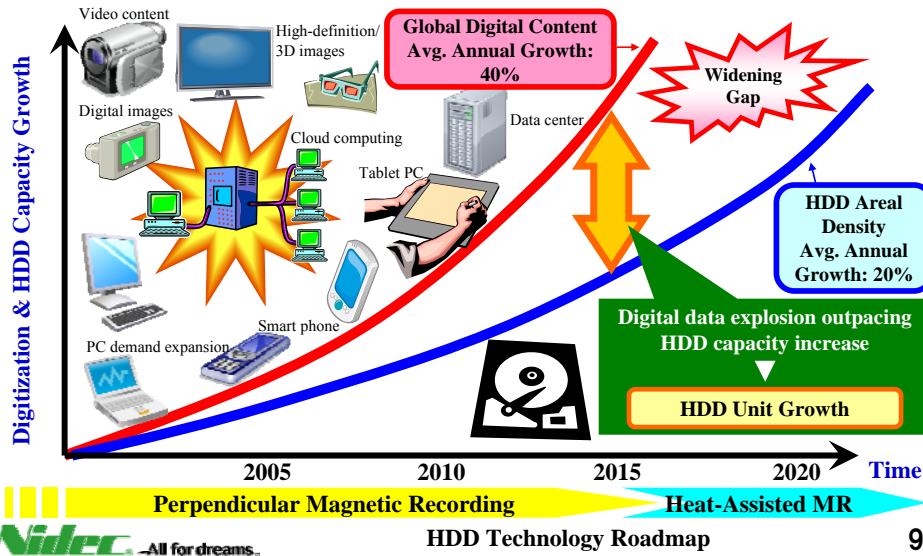 Video content
High-definition/
3D images
Global Digital Content
Avg. Annual Growth:
40%
Widening
Gap
Digital images
Cloud computing
Data center
Tablet PC
HDD Areal
Density
Avg. Annual
Growth: 20%
Digitization & HDD Capacity Growth
Smart phone
PC demand expansion
Digital data explosion outpacing
HDD capacity increase
HDD Unit Growth
2005
2010
2015
2020
Time
Perpendicular Magnetic Recording
Heat-Assisted MR
Nidec
All for dreams
HDD Technology Roadmap
9